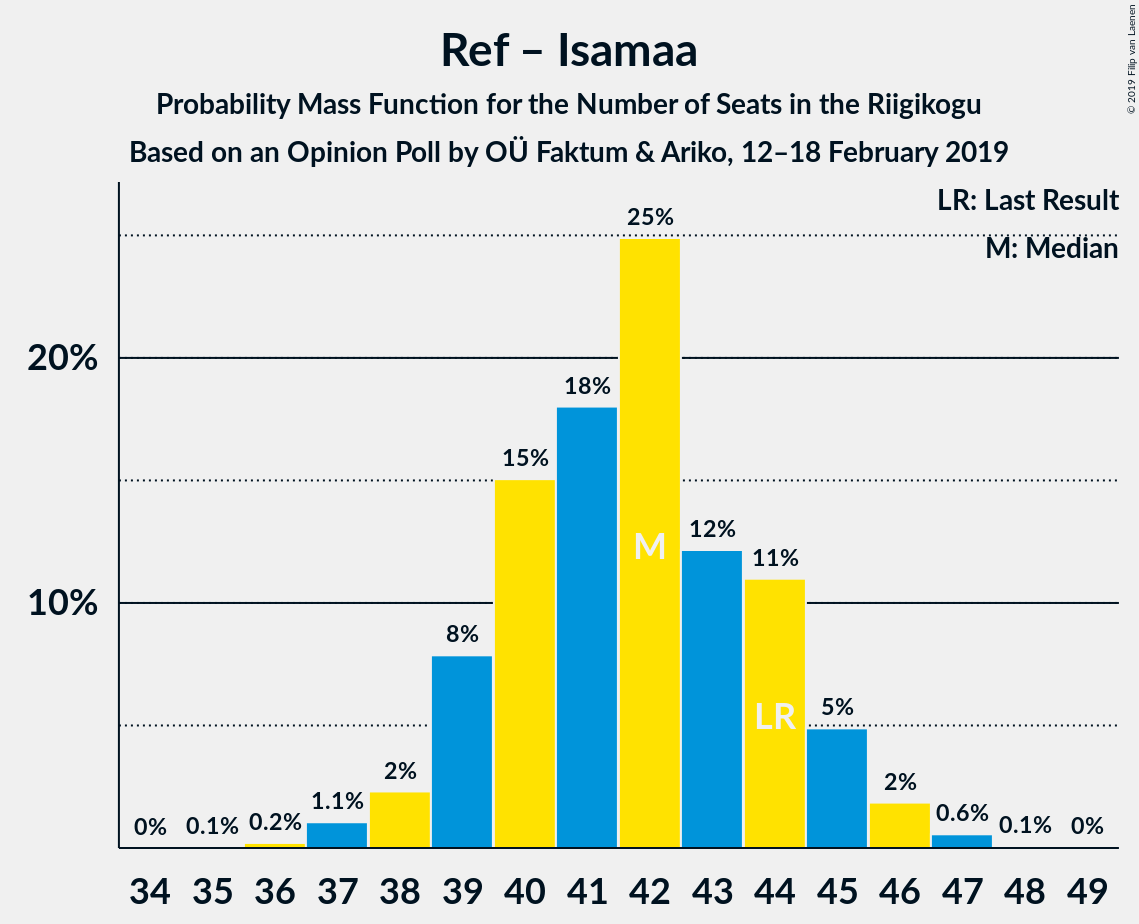 Ref – Isamaa
Probability Mass Function for the Number of Seats in the Riigikogu
Based on an Opinion Poll by OÜ Faktum & Ariko, 12–18 February 2019
© 2019 Filip van Laenen
LR: Last Result
M: Median
20%
10%
0% 0.1% 0.2% 1.1% 2% 8% 15% 18% 25% 12% 11% 5% 2% 0.6% 0.1% 0%
M
LR
34 35 36 37 38 39 40 41 42 43 44 45 46 47 48 49